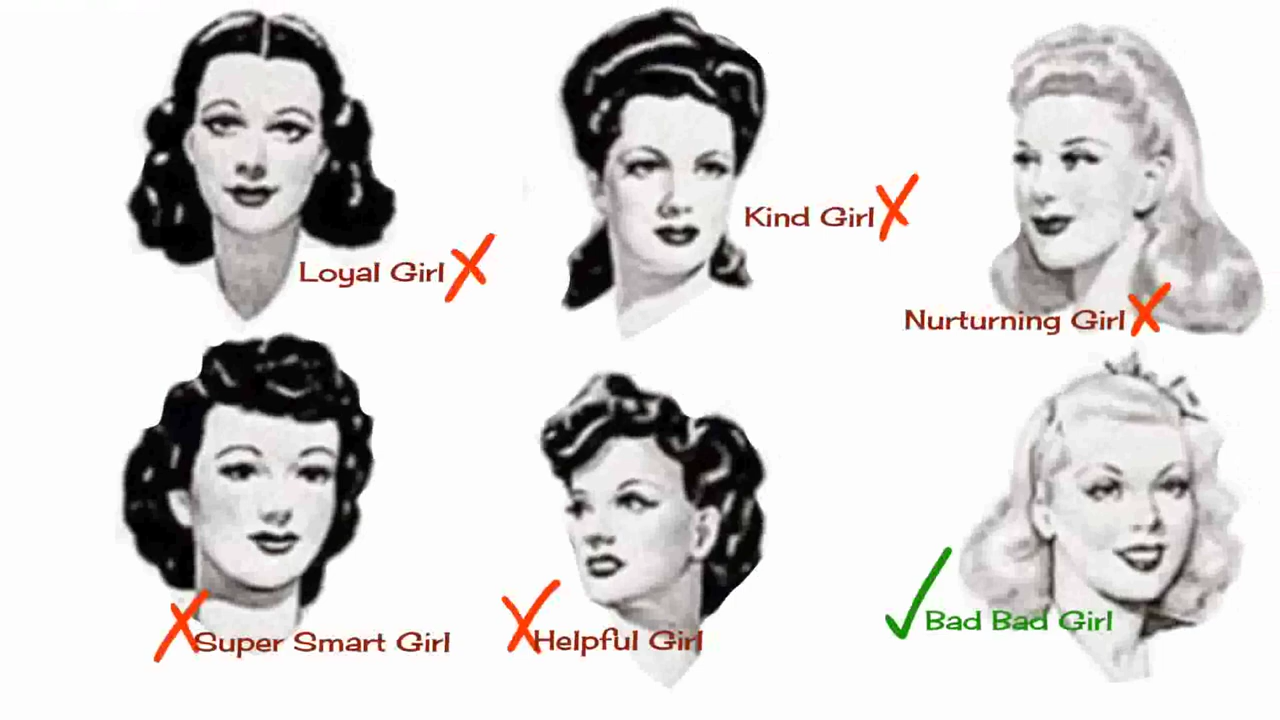 Loyal Girl
Kind Girl
Nurturning Girl
Super Smart Girl
Helpful Girl
Bad Bad Girl